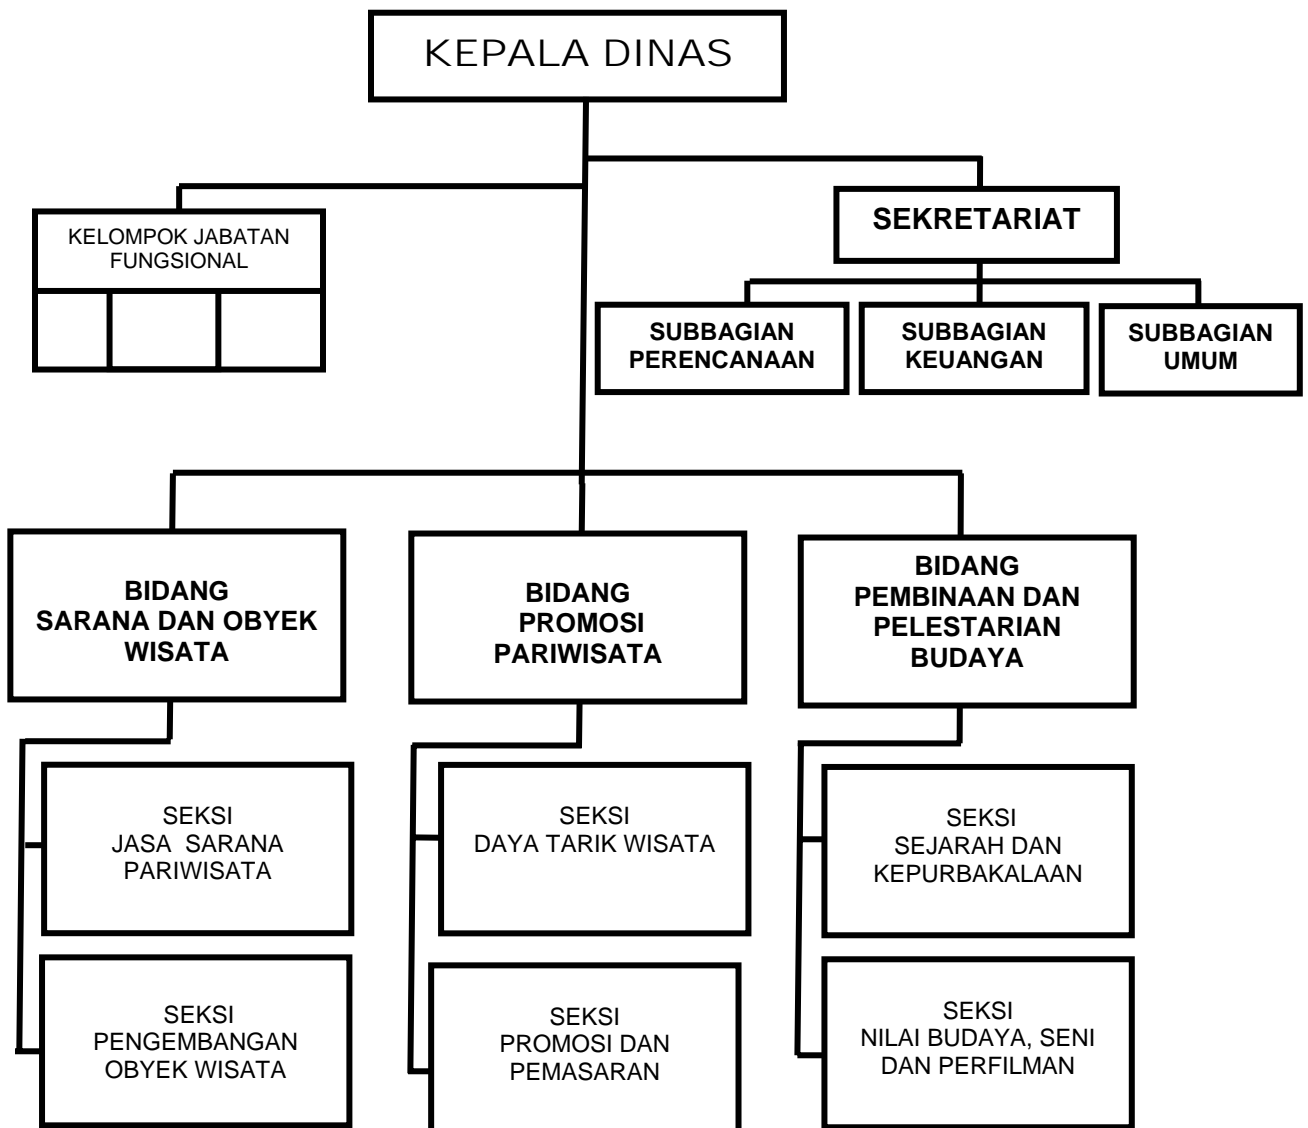 KEPALA DINAS
KELOMPOK JABATAN
FUNGSIONAL
SEKRETARIAT
SUBBAGIAN
PERENCANAAN
SUBBAGIAN
KEUANGAN
SUBBAGIAN
UMUM
BIDANG
SARANA DAN OBYEK
WISATA
BIDANG
PROMOSI
PARIWISATA
BIDANG
PEMBINAAN DAN
PELESTARIAN
BUDAYA
SEKSI
JASA  SARANA
PARIWISATA
SEKSI
DAYA TARIK WISATA
SEKSI
SEJARAH DAN
KEPURBAKALAAN
SEKSI
PENGEMBANGAN
OBYEK WISATA
SEKSI
PROMOSI DAN
PEMASARAN
SEKSI
NILAI BUDAYA, SENI
DAN PERFILMAN